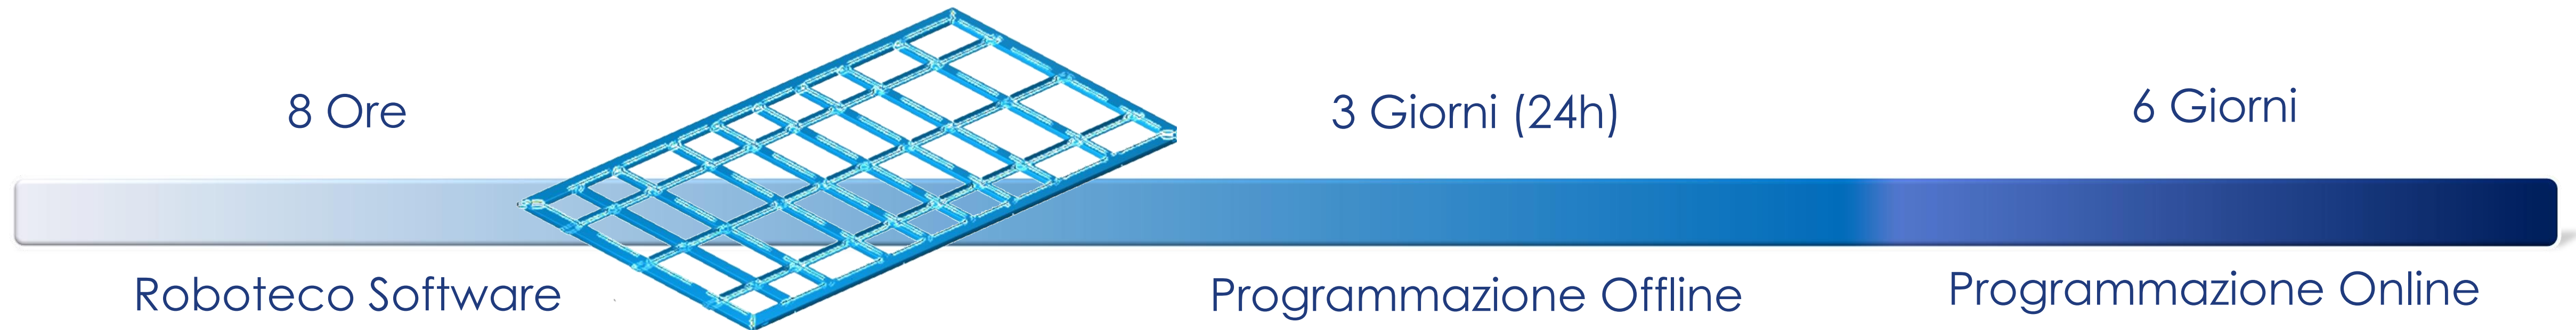 8 Ore
3 Giorni (24h)
6 Giorni
Roboteco Software
Programmazione Offline
Programmazione Online